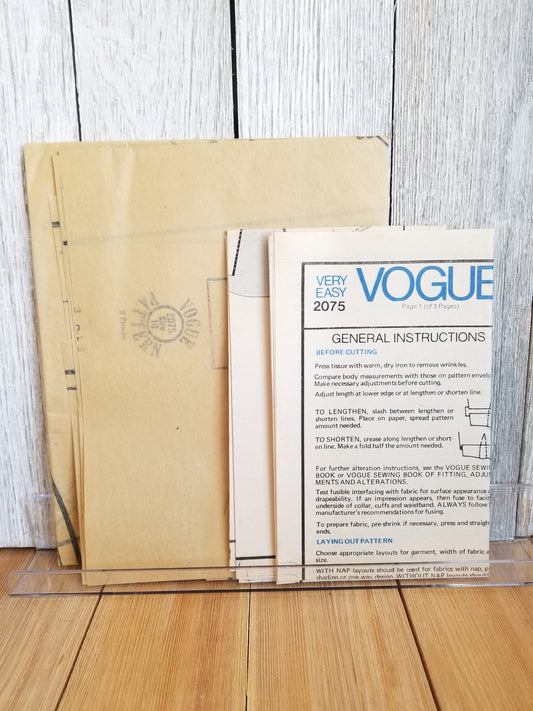 VOGUE
PATT
2075
SIZE
VERY
EASY
2075
VOGUE
Page 1 (of 3 Pages)
GENERAL INSTRUCTIONS
BEFORE CUTTING
Press tissue with warm, dry iron to remove wrinkles.
Compare body measurements with those on pattern envelo
Make necessary adjustments before cutting.
Adjust length at lower edge or at lengthen or shorten line.
TO LENGTHEN, slash between lengthen or
shorten lines. Place on paper, spread pattern
amount needed.
TO SHORTEN, crease along lengthen or short-
en line. Make a fold half the amount needed.
For further alteration instructions, see the VOGUE SEWI
BOOK or VOGUE SEWING BOOK OF FITTING, ADJUS
MENTS AND ALTERATIONS.
Test fusible interfacing with fabric for surface appearance a
drapeability. If an impression appears, then fuse to facin
underside of collar, cuffs and waistband. ALWAYS follow
manufacturer's recommendations for fusing.
To prepare fabric, pre-shrink if necessary, press and straigh
ends.
LAYING OUT PATTERN
Choose appropriate layouts for garment, width of fabric a
size.
WITH NAP layouts shoud be used for fabrics with nap, p
shading or one way design. WITHOUT NAP layouts should